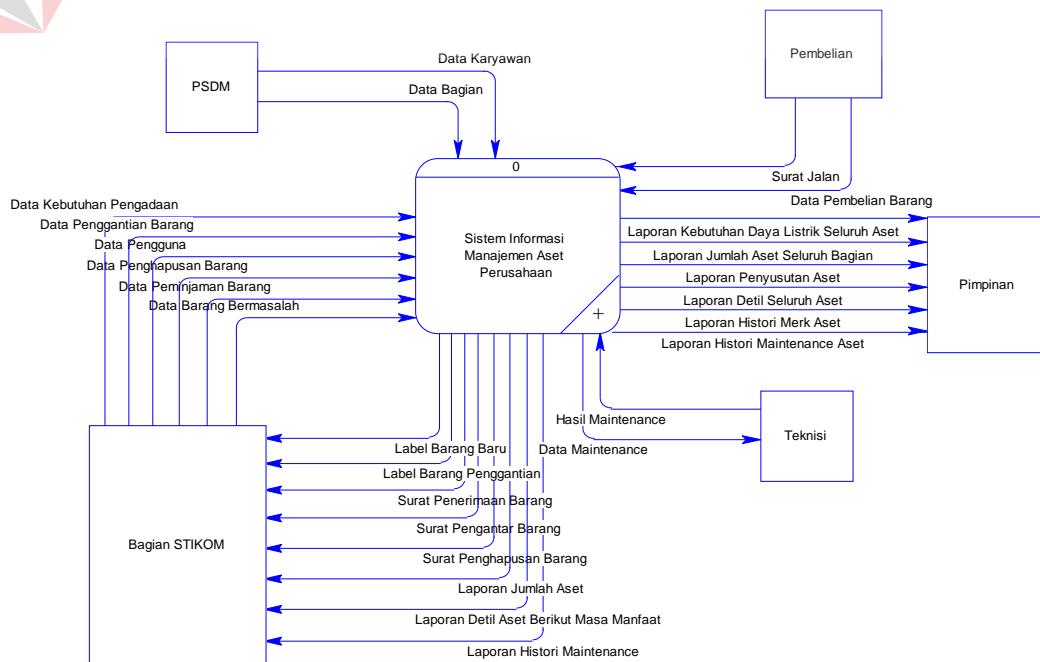 Data Karyawan
Pembelian
PSDM
Data Bagian
0
Surat Jalan
Data Pembelian Barang
Data Kebutuhan Pengadaan
Data Penggantian Barang
Data Pengguna
Data Penghapusan Barang
Data Peminjaman Barang
Data Barang Bermasalah
Sistem Informasi
Manajemen Aset
Perusahaan
+
Laporan Kebutuhan Daya Listrik Seluruh Aset
Laporan Jumlah Aset Seluruh Bagian
Laporan Penyusutan Aset
Laporan Detil Seluruh Aset
Laporan Histori Merk Aset
Laporan Histori Maintenance Aset
Pimpinan
Hasil Maintenance
Data Maintenance
Teknisi
Label Barang Baru
Label Barang Penggantian
Surat Penerimaan Barang
Surat Pengantar Barang
Surat Penghapusan Barang
Laporan Jumlah Aset
Laporan Detil Aset Berikut Masa Manfaat
Laporan Histori Maintenance
Bagian STIKOM